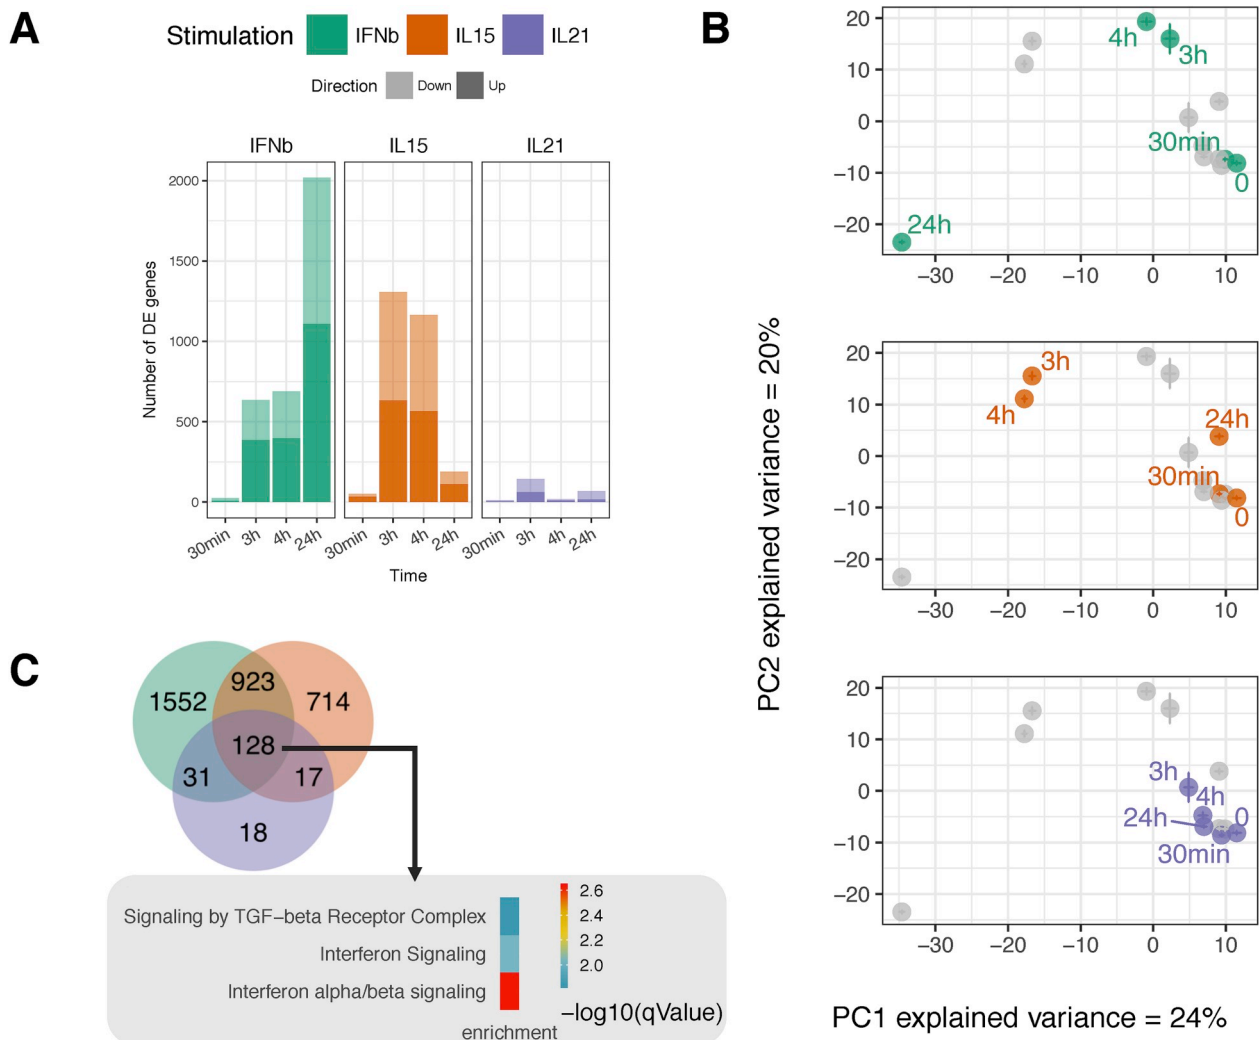 A
Stimulation IFNb IL15 IL21
Direction Down Up
IFNb IL15 IL21
Number of DE genes
2000
1500
1000
500
0
30min 3h 4h 24h 30min 3h 4h 24h 30min 3h 4h 24h
Time
B
PC2 explained variance = 20%
20
10
0
−10
−20
4h
3h
30min
0
24h
−30 −20 −10 0 10
20
10
0
−10
−20
3h
4h
24h
30min
0
−30 −20 −10 0 10
20
10
0
−10
−20
3h
4h
24h
0
30min
−30 −20 −10 0 10
PC1 explained variance = 24%
C
1552 923 714
128
31 17
18
Signaling by TGF−beta Receptor Complex
Interferon Signaling
Interferon alpha/beta signaling
enrichment
2.6
2.4
2.2
2.0
−log10(qValue)